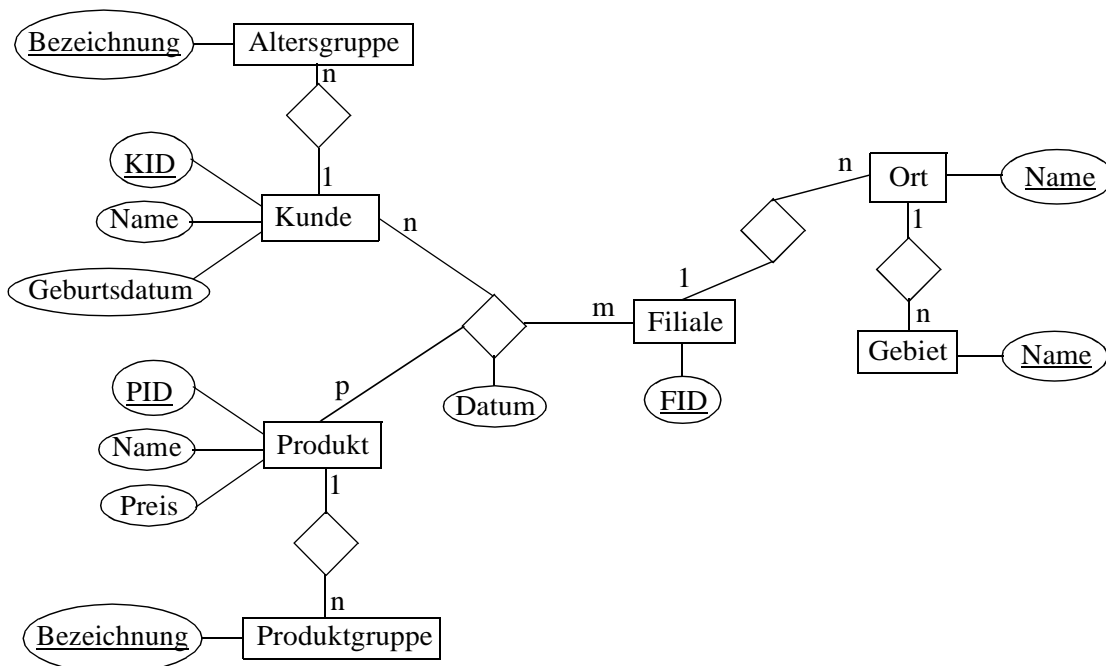 Bezeichnung
Altersgruppe
n
1
KID
Name
Geburtsdatum
Kunde
n
n
Ort
Name
1
1
n
m
Filiale
Gebiet
Name
FID
Datum
p
PID
Name
Preis
Produkt
1
n
Bezeichnung
Produktgruppe